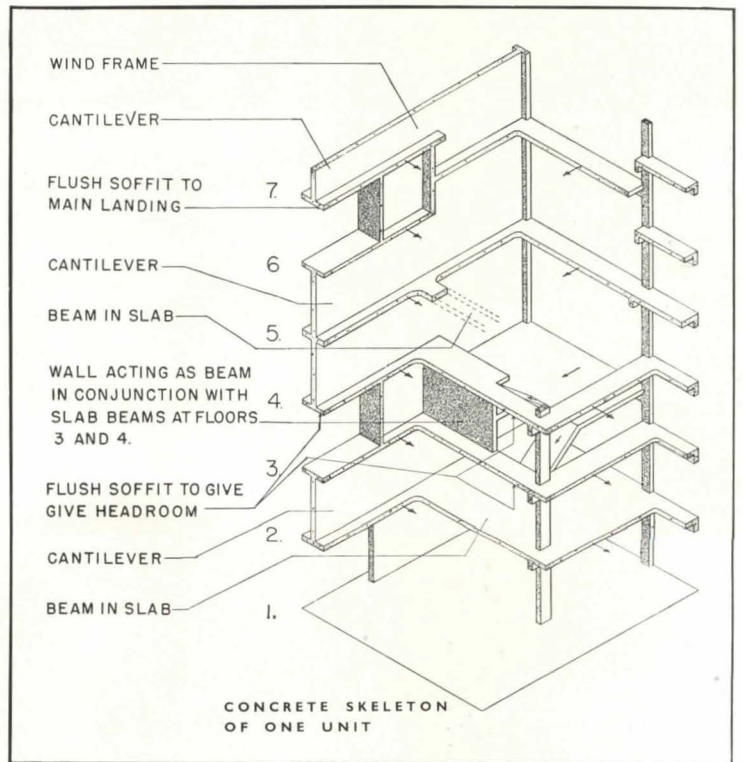 WIND FRAME
CANTILEVER
FLUSH SOFFIT TO
MAIN LANDING
7.
CANTILEVER
6
BEAM IN SLAB
5.
WALL ACTING AS BEAM
IN CONJUNCTION WITH
SLAB BEAMS AT FLOORS
3 AND 4.
4.
FLUSH SOFFIT TO GIVE
GIVE HEADROOM
3.
CANTILEVER
2.
BEAM IN SLAB
1.
CONCRETE SKELETON
OF ONE UNIT